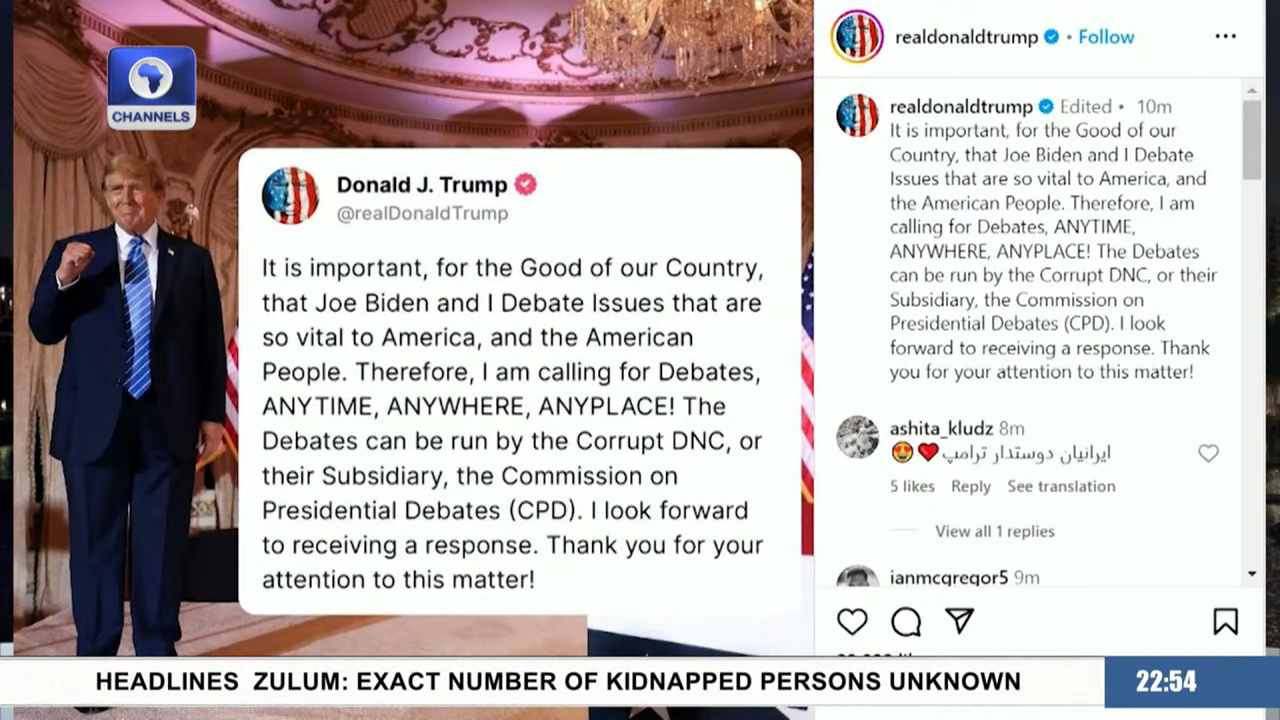 CHANNELS
Donald J. Trump
@realDonaldTrump
It is important, for the Good of our Country,
that Joe Biden and I Debate Issues that are
so vital to America, and the American
People. Therefore, I am calling for Debates,
ANYTIME, ANYWHERE, ANYPLACE! The
Debates can be run by the Corrupt DNC, or
their Subsidiary, the Commission on
Presidential Debates (CPD). I look forward
to receiving a response. Thank you for your
attention to this matter!
realdonaldtrump • Follow
realdonaldtrump Edited • 10m
It is important, for the Good of our
Country, that Joe Biden and I Debate
Issues that are so vital to America, and
the American People. Therefore, I am
calling for Debates, ANYTIME,
ANYWHERE, ANYPLACE! The Debates
can be run by the Corrupt DNC, or their
Subsidiary, the Commission on
Presidential Debates (CPD). I look
forward to receiving a response. Thank
you for your attention to this matter!
ashita_kludz 8m
ایرانیان دوستدار ترامپ❤️😍
5 likes Reply See translation
View all 1 replies
ianmcgregor5 9m
HEADLINES ZULUM: EXACT NUMBER OF KIDNAPPED PERSONS UNKNOWN
22:54